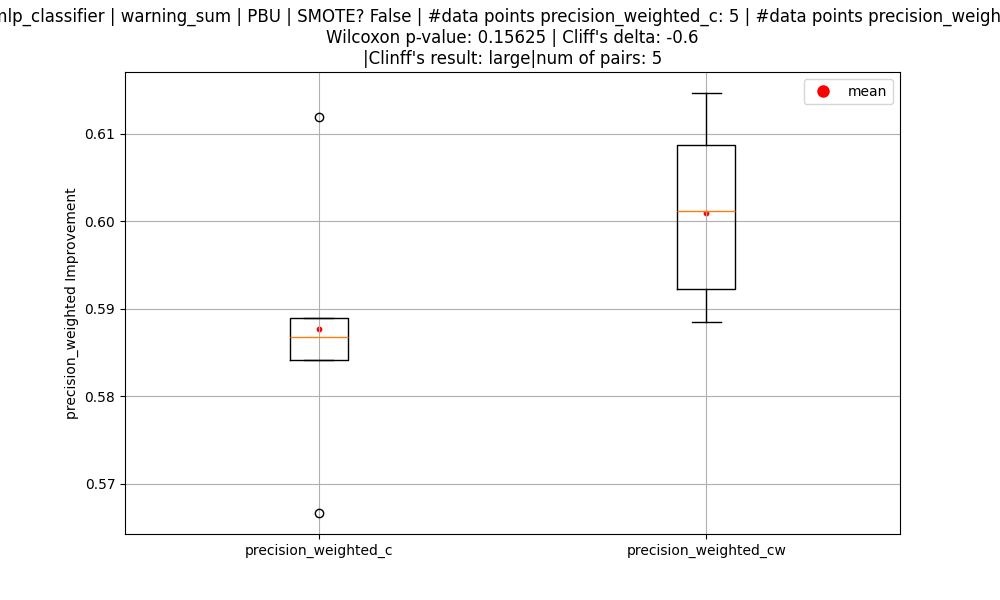 | warning_sum | PBU | SMOTE? False | #data points precision_weighted_c: 5 | #data points
Wilcoxon p-value: 0.15625 | Cliff's delta: -0.6
|Clinff's result: large|num of pairs: 5
mean
0.61
0.60
0.59
0.58
0.57
precision_weighted Improvement
precision_weighted_c
precision_weighted_cw